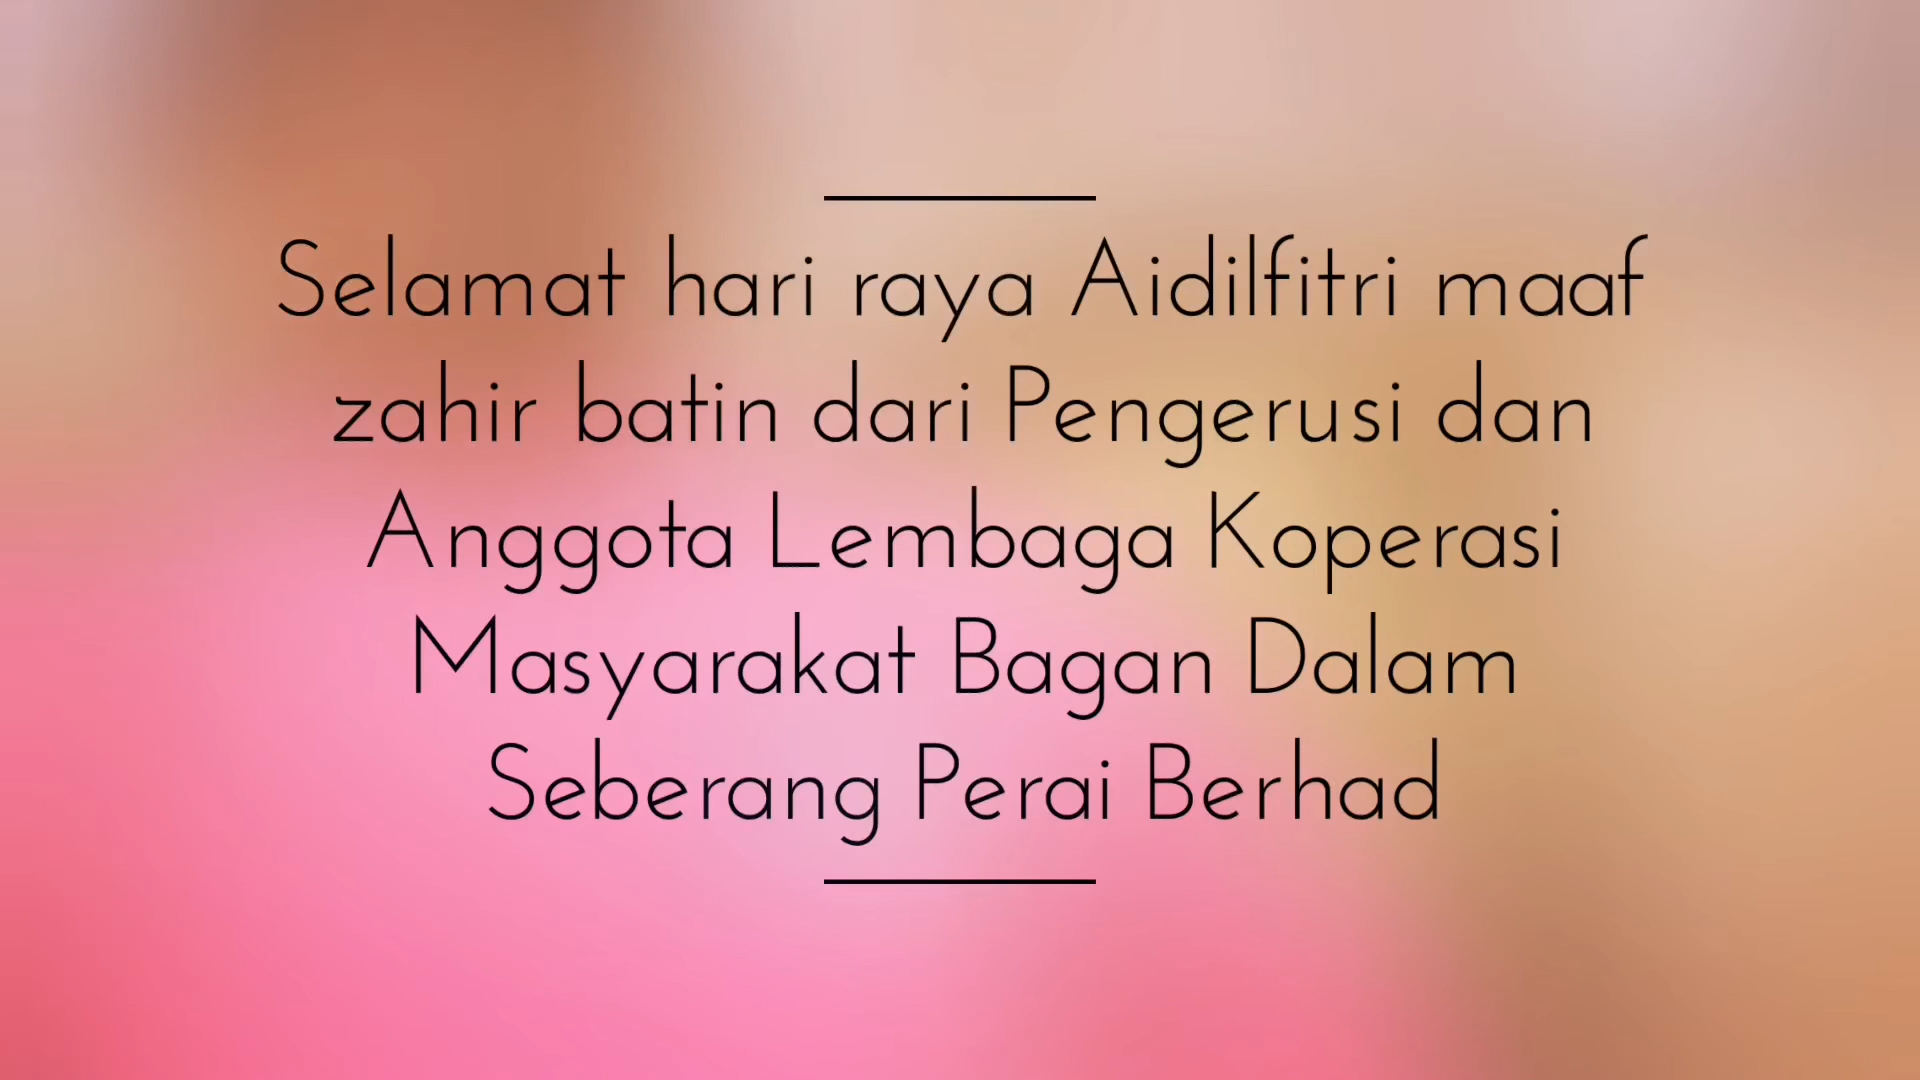 Selamat hari raya Aidilfitri maaf
zahir batin dari Pengerusi dan
Anggota Lembaga Koperasi
Masyarakat Bagan Dalam
Seberang Perai Berhad